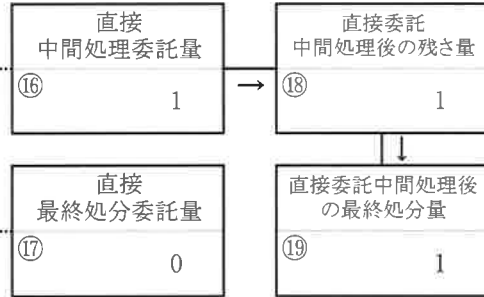 直接
中間処理委託量
⑯
1
→
直接委託
中間処理後の残さ量
⑱
1
↓
直接
最終処分委託量
⑰
0
直接委託中間処理後
の最終処分量
⑲
1